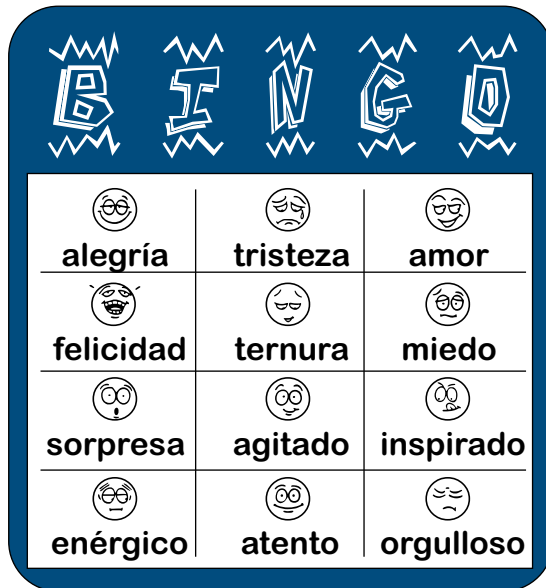 BINGO
alegría tristeza amor
felicidad ternura miedo
sorpresa agitado inspirado
enérgico atento orgulloso